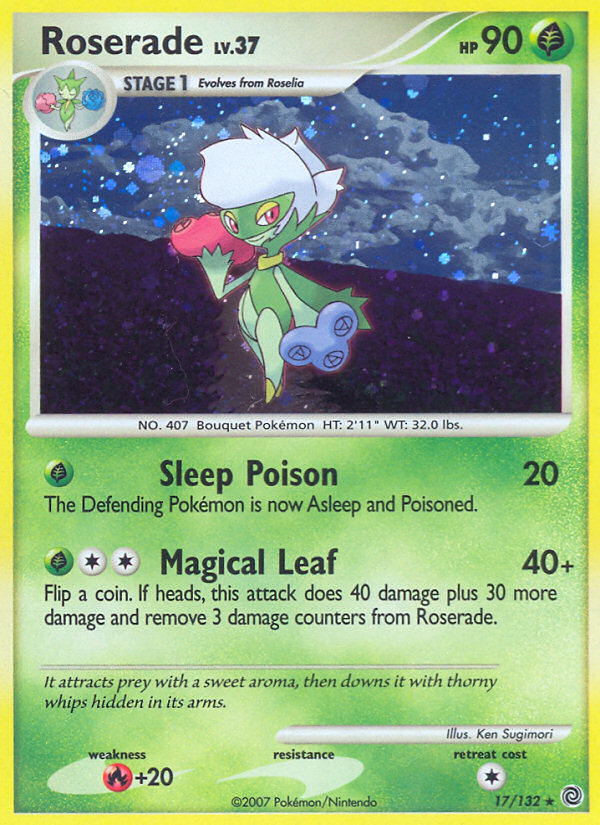 Roserade LV.37
HP 90
STAGE 1 Evolves from Roselia
NO. 407 Bouquet Pokémon HT: 2'11" WT: 32.0 lbs.
Sleep Poison 20
The Defending Pokémon is now Asleep and Poisoned.
Magical Leaf 40+
Flip a coin. If heads, this attack does 40 damage plus 30 more
damage and remove 3 damage counters from Roserade.
It attracts prey with a sweet aroma, then downs it with thorny
whips hidden in its arms.
Illus. Ken Sugimori
weakness resistance retreat cost
+20
©2007 Pokémon/Nintendo 17/132